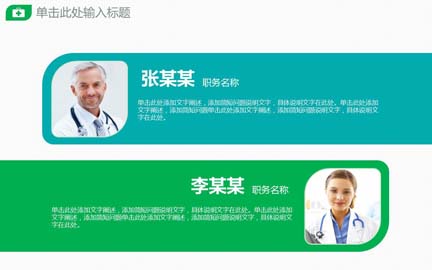 单击此处输入标题
张某某 职务名称
单击此处添加文字阐述，添加简短问题说明文字，具体说明文字在此处。单击此处添加
文字阐述，添加简短问题单击此处添加文字阐述，添加简短问题说明文字，具体说明文
字在此处。
李某某 职务名称
单击此处添加文字阐述，添加简短问题说明文字，具体说明文字在此处。单击此处添加
文字阐述，添加简短问题单击此处添加文字阐述，添加简短问题说明文字，具体说明文
字在此处。